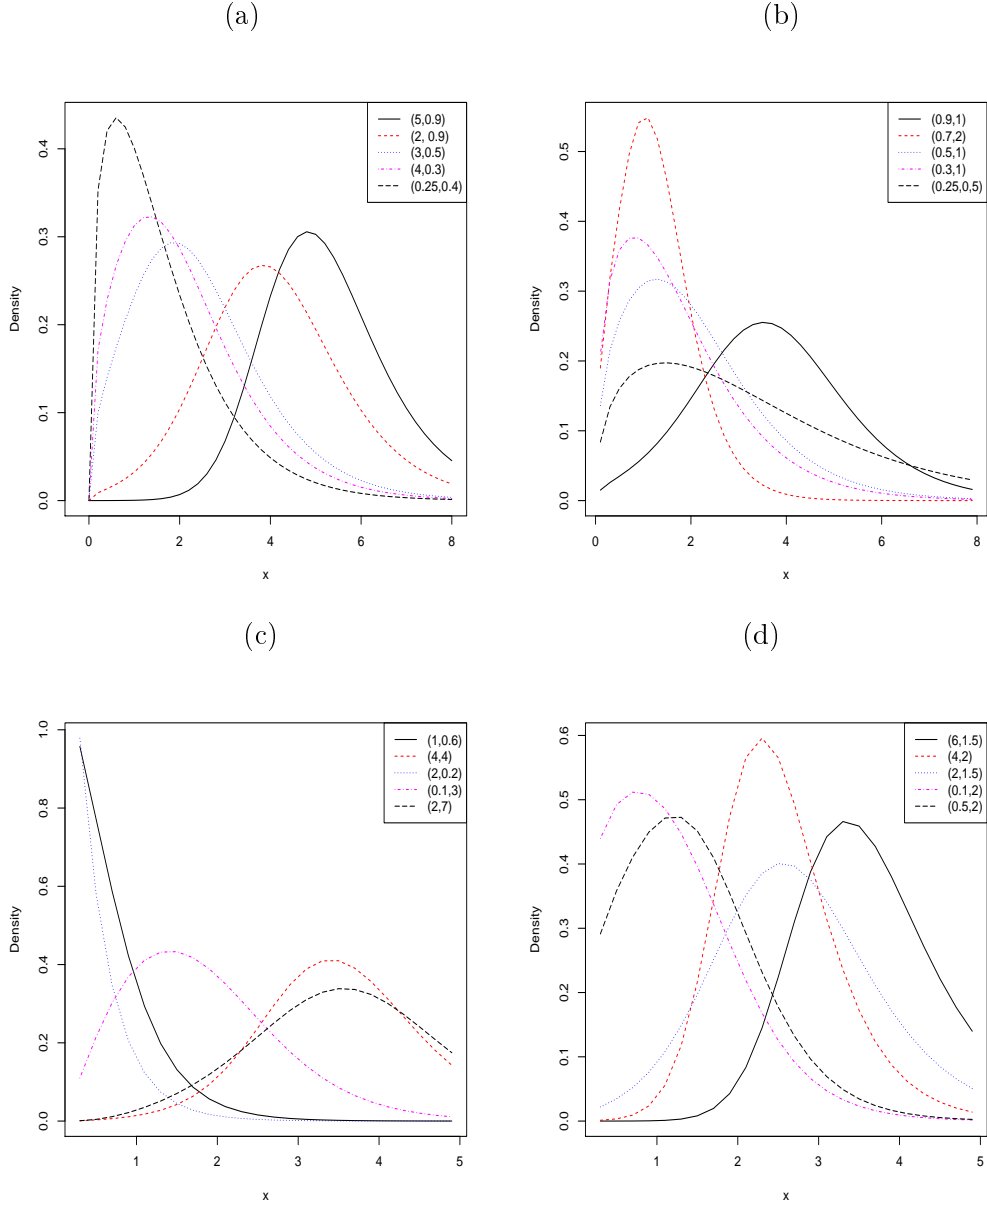 (a)
(5,0.9)
(2, 0.9)
(3,0.5)
(4,0.3)
(0.25,0.4)
Density
0.0
0.1
0.2
0.3
0.4
0 2 4 6 8
x
(b)
(0.9,1)
(0.7,2)
(0.5,1)
(0.3,1)
(0.25,0,5)
Density
0.0
0.1
0.2
0.3
0.4
0.5
0 2 4 6 8
x
(c)
(1,0.6)
(4,4)
(2,0.2)
(0.1,3)
(2,7)
Density
0.0
0.2
0.4
0.6
0.8
1.0
1 2 3 4 5
x
(d)
(6,1.5)
(4,2)
(2,1.5)
(0.1,2)
(0.5,2)
Density
0.0
0.1
0.2
0.3
0.4
0.5
0.6
1 2 3 4 5
x